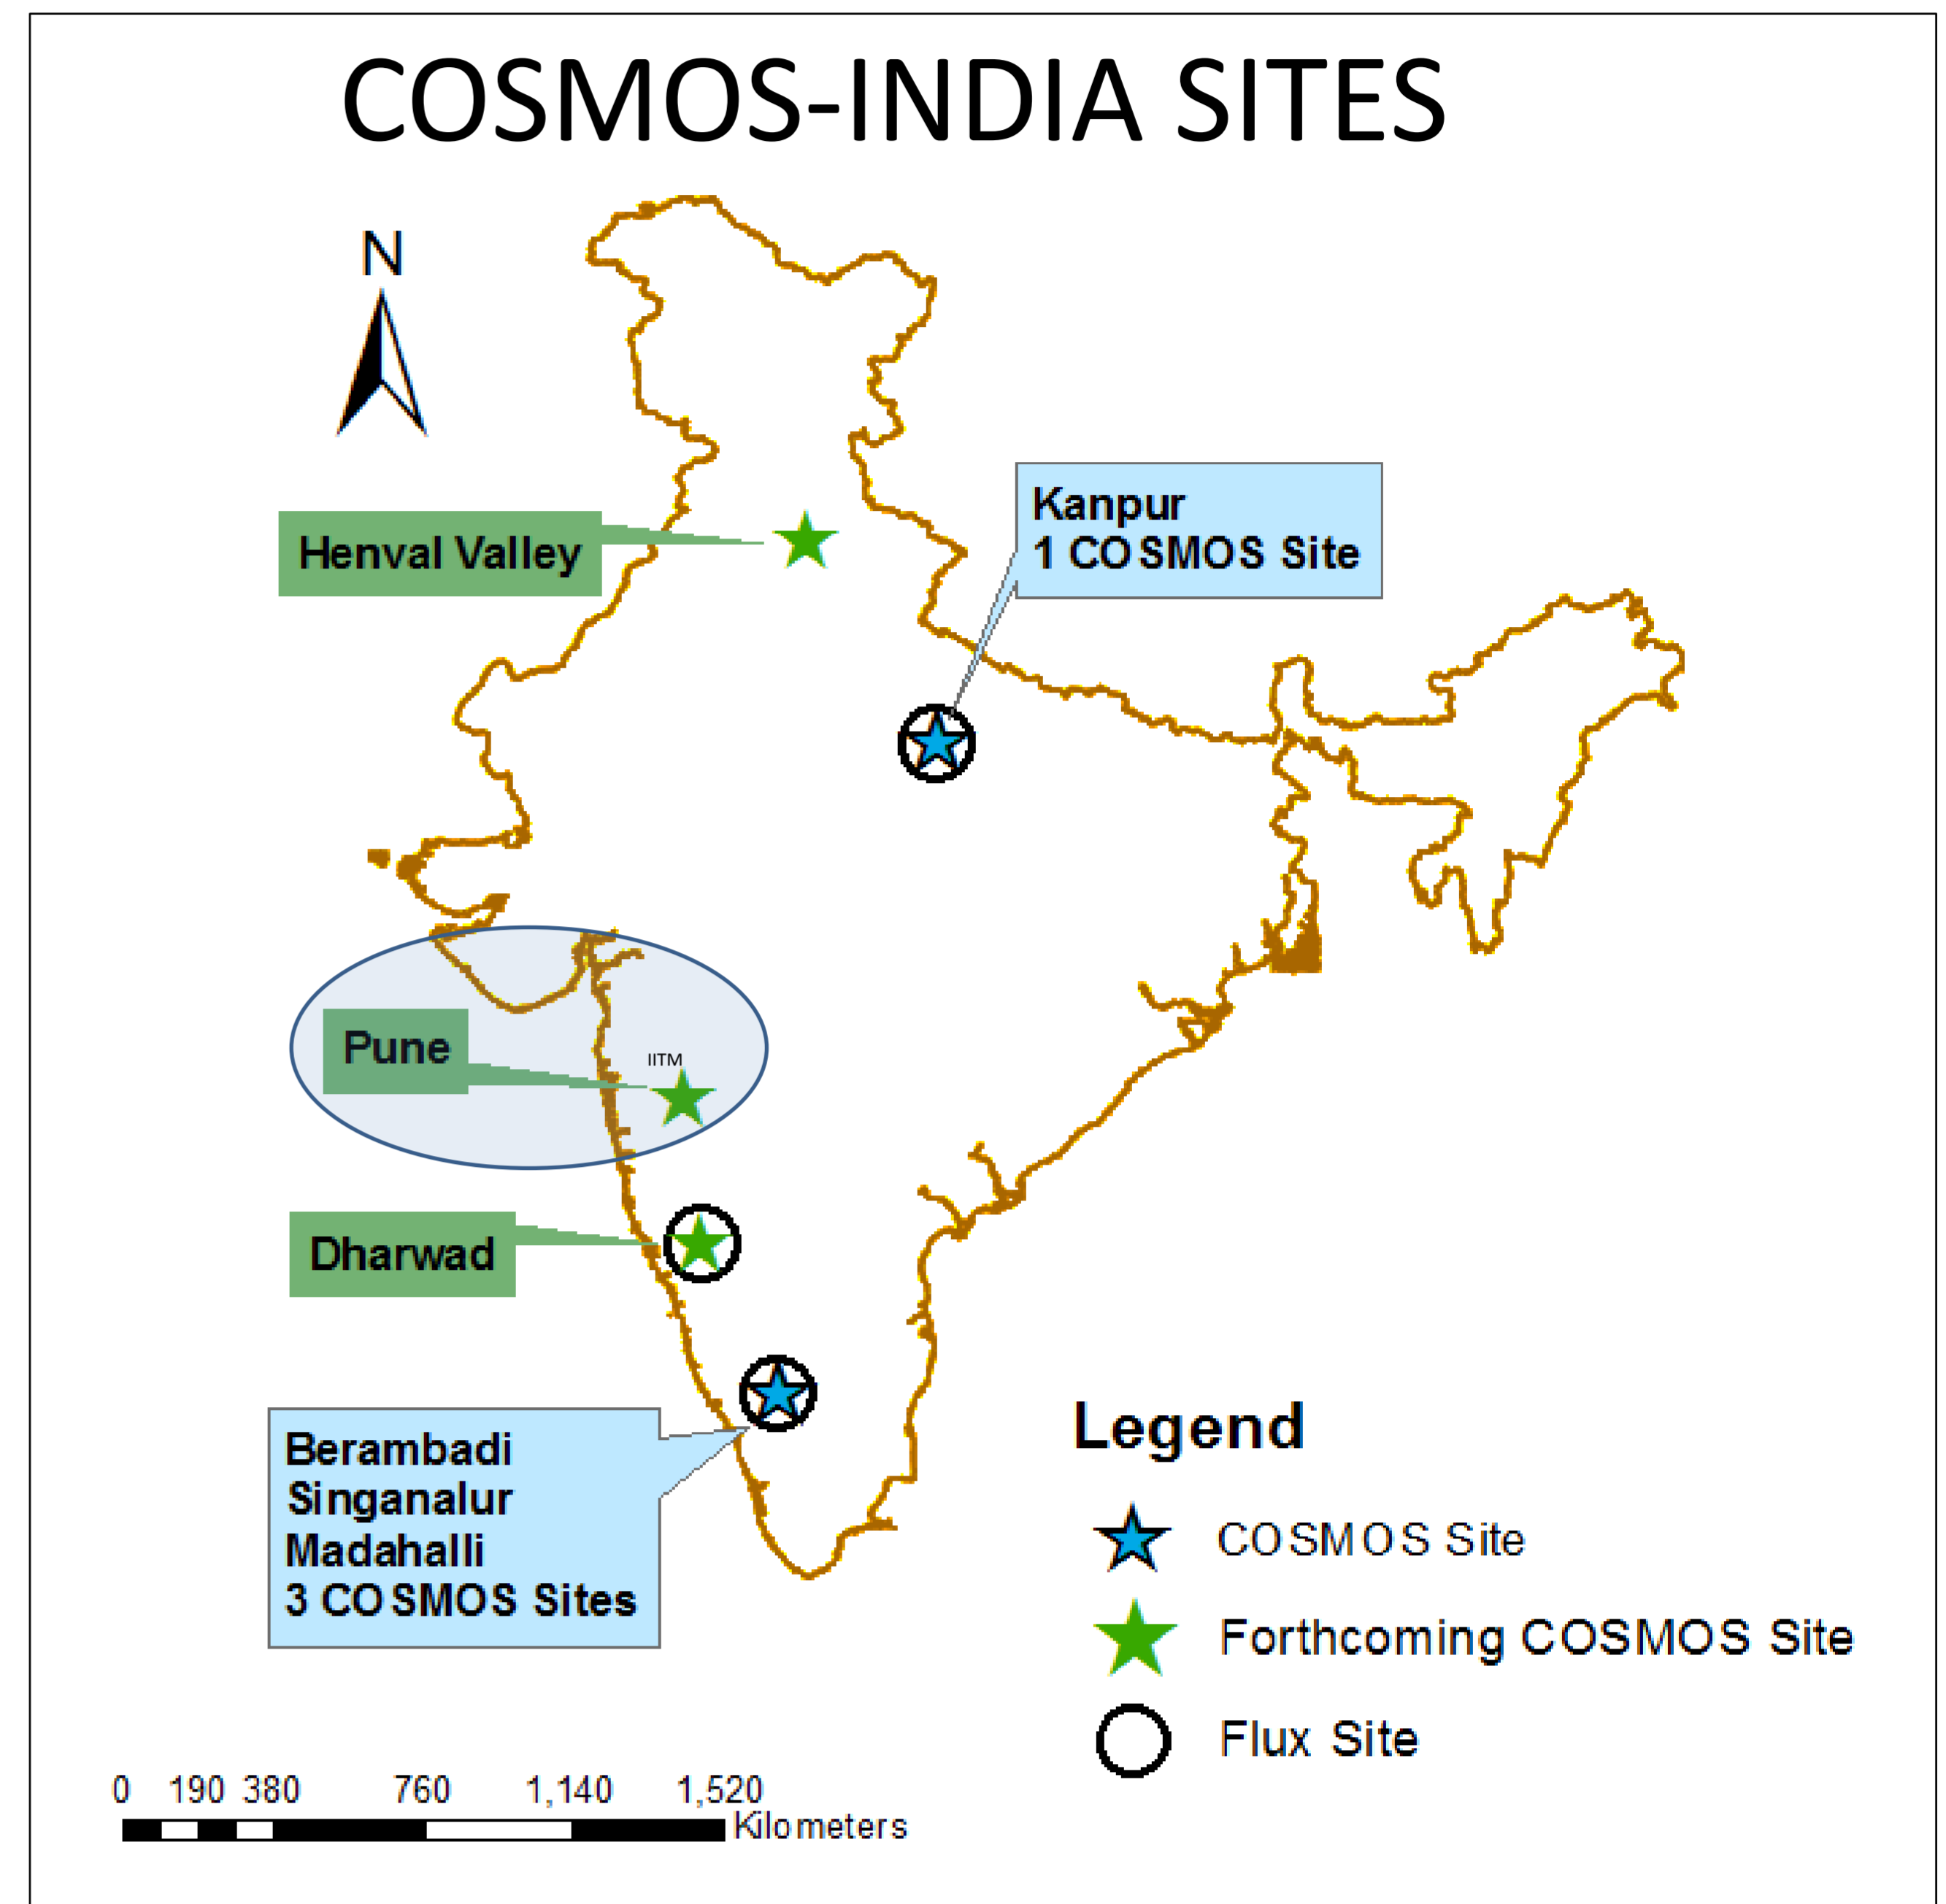 COSMOS-INDIA SITES
N
Kanpur
1 COSMOS Site
Henval Valley
Pune
IITM
Dharwad
Berambadi
Singanalur
Madahalli
3 COSMOS Sites
Legend
COSMOS Site
Forthcoming COSMOS Site
Flux Site
0 190 380 760 1,140 1,520
Kilometers